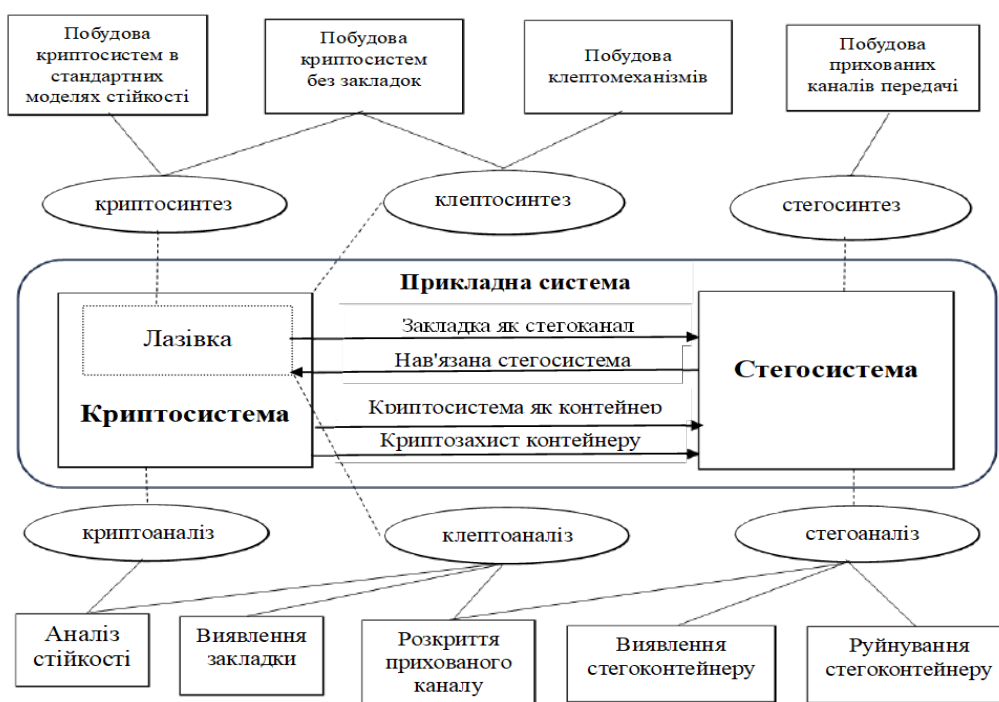 Побудова
криптосистем в
стандартних
моделях стійкості
Побудова
криптосистем
без закладок
Побудова
клептомеханізмів
Побудова
прихованих
каналів передачі
криптосинтез
клептосинтез
стегосинтез
Прикладна система
Лазівка
Криптосистема
Закладка як стегоканал
Нав'язана стегосистема
Криптосистема як контейнер
Криптозахист контейнеру
Стегосистема
криптоаналіз
клептоаналіз
стегоаналіз
Аналіз
стійкості
Виявлення
закладки
Розкриття
прихованого
каналу
Виявлення
стегоконтейнеру
Руйнування
стегоконтейнеру